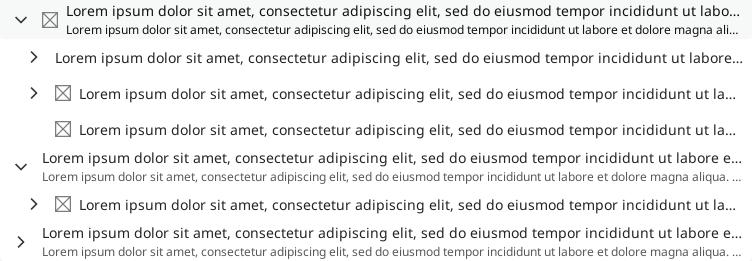 Lorem ipsum dolor sit amet, consectetur adipiscing elit, sed do eiusmod tempor incididunt ut labo...
Lorem ipsum dolor sit amet, consectetur adipiscing elit, sed do eiusmod tempor incididunt ut labore et dolore magna ali...
Lorem ipsum dolor sit amet, consectetur adipiscing elit, sed do eiusmod tempor incididunt ut labore...
Lorem ipsum dolor sit amet, consectetur adipiscing elit, sed do eiusmod tempor incididunt ut la...
Lorem ipsum dolor sit amet, consectetur adipiscing elit, sed do eiusmod tempor incididunt ut la...
Lorem ipsum dolor sit amet, consectetur adipiscing elit, sed do eiusmod tempor incididunt ut labore e...
Lorem ipsum dolor sit amet, consectetur adipiscing elit, sed do eiusmod tempor incididunt ut labore et dolore magna aliqua. ...
Lorem ipsum dolor sit amet, consectetur adipiscing elit, sed do eiusmod tempor incididunt ut la...
Lorem ipsum dolor sit amet, consectetur adipiscing elit, sed do eiusmod tempor incididunt ut labore e...
Lorem ipsum dolor sit amet, consectetur adipiscing elit, sed do eiusmod tempor incididunt ut labore et dolore magna aliqua. ...